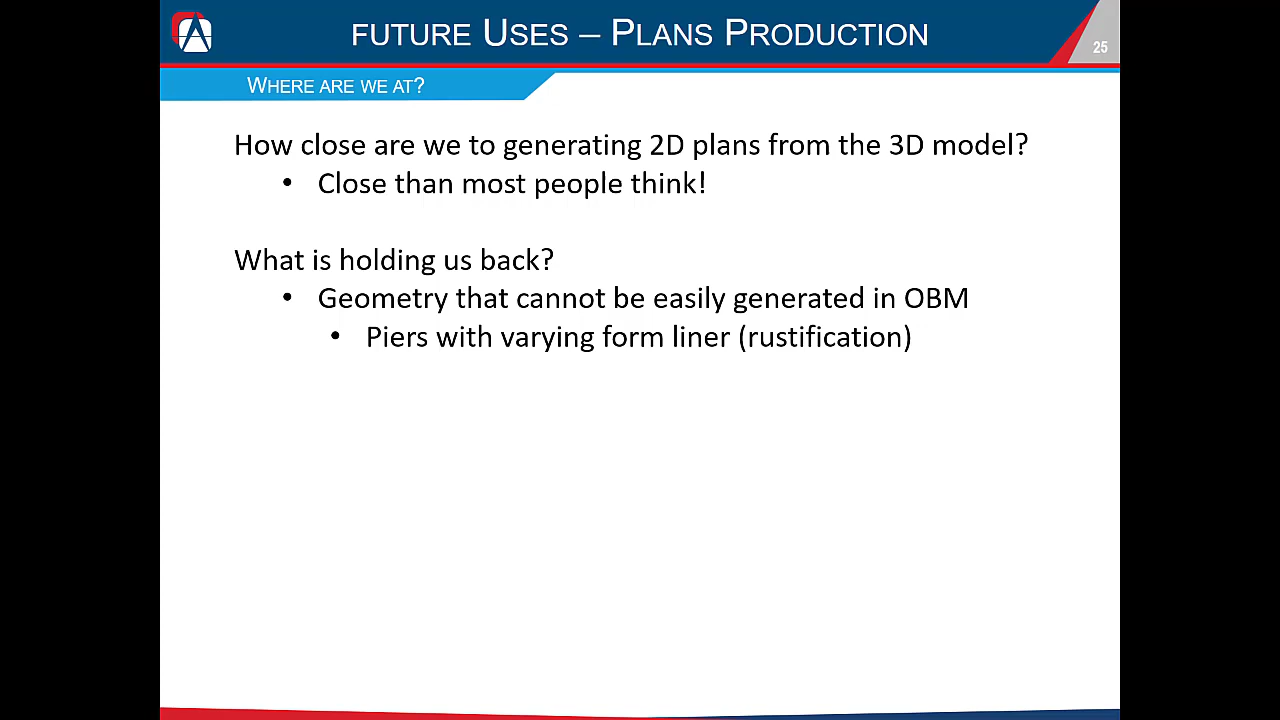 FUTURE USES – PLANS PRODUCTION
25
WHERE ARE WE AT?
How close are we to generating 2D plans from the 3D model?
• Close than most people think!
What is holding us back?
• Geometry that cannot be easily generated in OBM
• Piers with varying form liner (rustification)